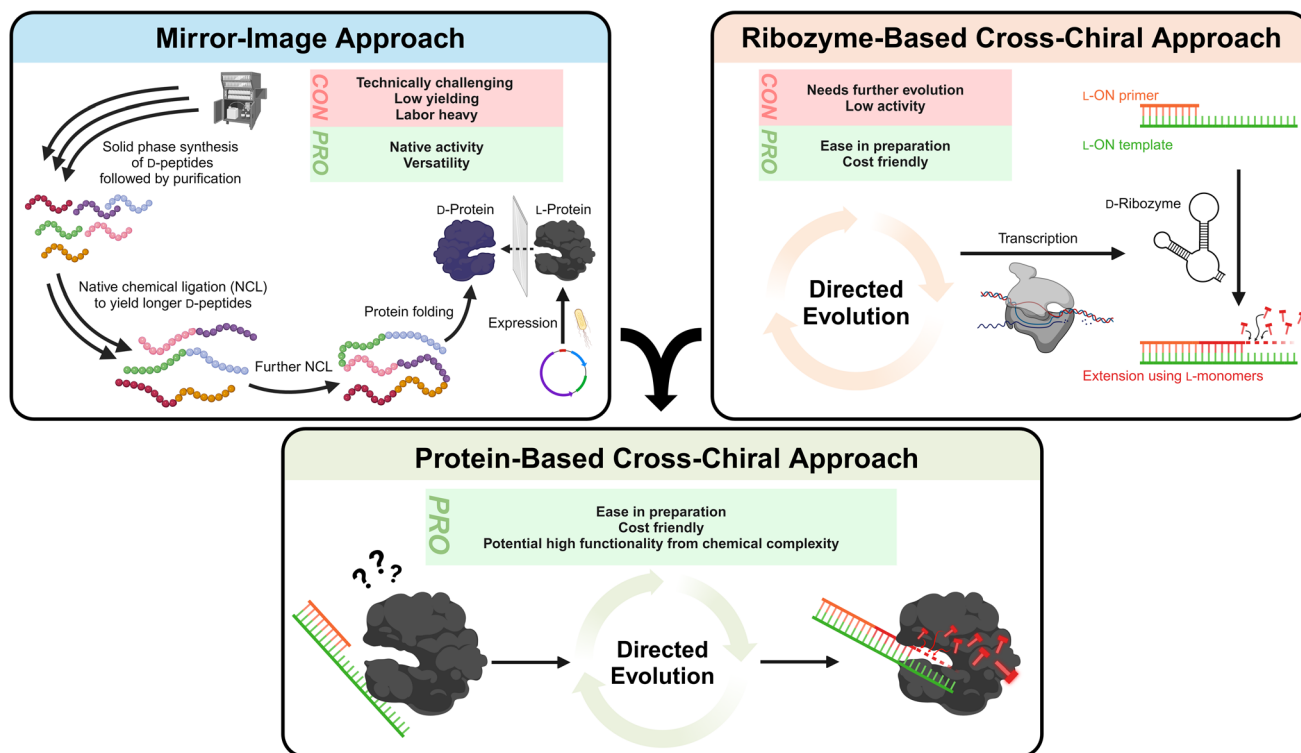 Mirror-Image Approach
CON
Technically challenging
Low yielding
Labor heavy
PRO
Native activity
Versatility
Solid phase synthesis
of D-peptides
followed by purification
D-Protein
L-Protein
Native chemical ligation (NCL)
to yield longer D-peptides
Protein folding
Expression
Further NCL
Ribozyme-Based Cross-Chiral Approach
CON
Needs further evolution
Low activity
PRO
Ease in preparation
Cost friendly
L-ON primer
L-ON template
D-Ribozyme
Transcription
Directed
Evolution
Extension using L-monomers
Protein-Based Cross-Chiral Approach
PRO
Ease in preparation
Cost friendly
Potential high functionality from chemical complexity
???
Directed
Evolution